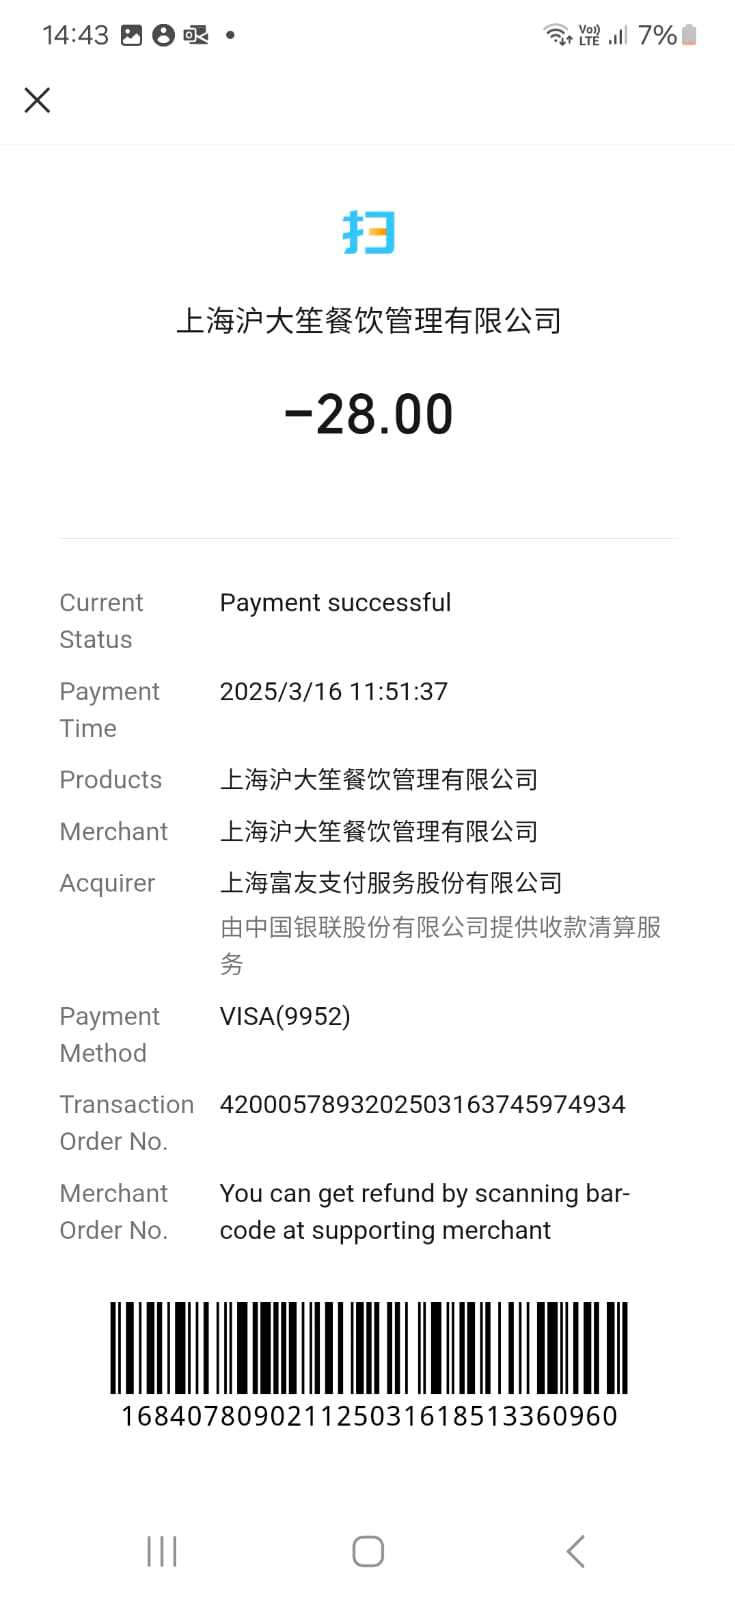 14:43
Vo)) LTE 7%
扫
上海沪大笙餐饮管理有限公司
-28.00
Current Status
Payment successful
Payment Time
2025/3/16 11:51:37
Products
上海沪大笙餐饮管理有限公司
Merchant
上海沪大笙餐饮管理有限公司
Acquirer
上海富友支付服务股份有限公司
由中国银联股份有限公司提供收款清算服
务
Payment Method
VISA(9952)
Transaction Order No.
4200057893202503163745974934
Merchant Order No.
You can get refund by scanning bar-
code at supporting merchant
168407809021125031618513360960